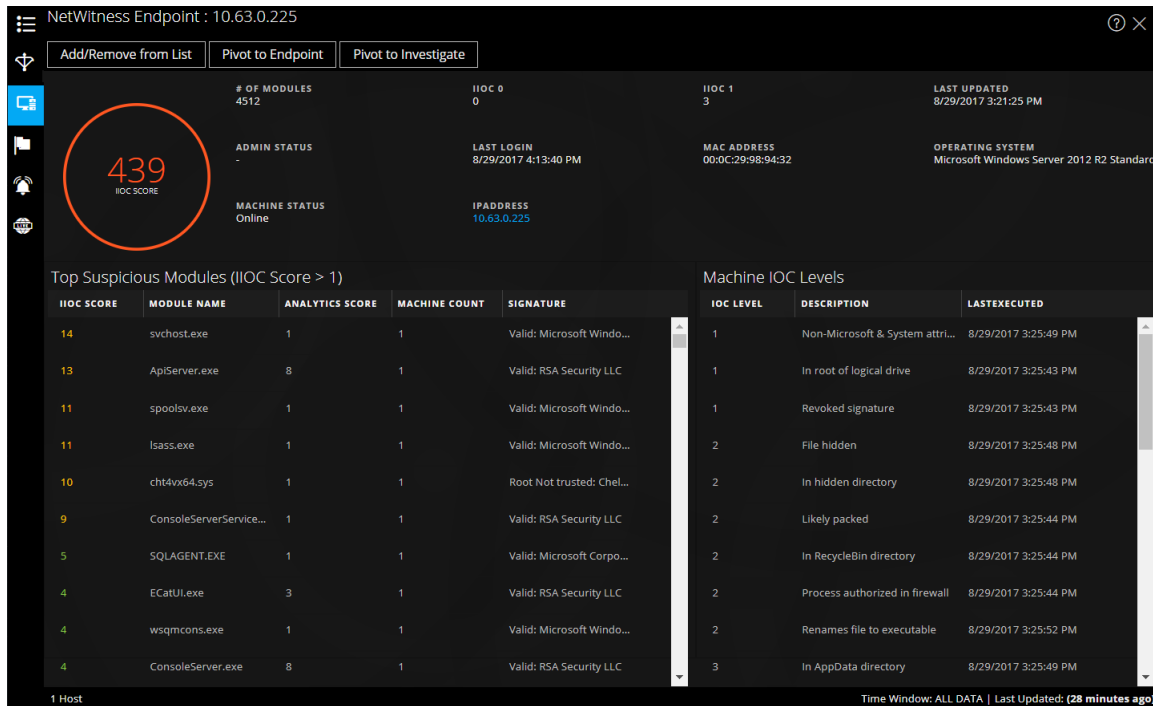 NetWitness Endpoint : 10.63.0.225
Add/Remove from List Pivot to Endpoint Pivot to Investigate
# OF MODULES IIOC 0 IIOC 1 LAST UPDATED
4512 0 3 8/29/2017 3:21:25 PM
ADMIN STATUS LAST LOGIN MAC ADDRESS OPERATING SYSTEM
- 8/29/2017 4:13:40 PM 00:0C:29:98:94:32 Microsoft Windows Server 2012 R2 Standard
439
IIOC SCORE
MACHINE STATUS IPADDRESS
Online 10.63.0.225
Top Suspicious Modules (IIOC Score > 1)
IIOC SCORE MODULE NAME ANALYTICS SCORE MACHINE COUNT SIGNATURE
14 svchost.exe 1 1 Valid: Microsoft Windo...
13 ApiServer.exe 8 1 Valid: RSA Security LLC
11 spoolsv.exe 1 1 Valid: Microsoft Windo...
11 lsass.exe 1 1 Valid: Microsoft Windo...
10 cht4vx64.sys 1 1 Root Not trusted: Chel...
9 ConsoleServerService... 1 1 Valid: RSA Security LLC
5 SQLAGENT.EXE 1 1 Valid: Microsoft Corpo...
4 ECatUI.exe 3 1 Valid: RSA Security LLC
4 wsqmcons.exe 1 1 Valid: Microsoft Windo...
4 ConsoleServer.exe 8 1 Valid: RSA Security LLC
Machine IOC Levels
IOC LEVEL DESCRIPTION LASTEXECUTED
1 Non-Microsoft & System attri... 8/29/2017 3:25:49 PM
1 In root of logical drive 8/29/2017 3:25:43 PM
1 Revoked signature 8/29/2017 3:25:43 PM
2 File hidden 8/29/2017 3:25:48 PM
2 In hidden directory 8/29/2017 3:25:48 PM
2 Likely packed 8/29/2017 3:25:44 PM
2 In RecycleBin directory 8/29/2017 3:25:44 PM
2 Process authorized in firewall 8/29/2017 3:25:44 PM
2 Renames file to executable 8/29/2017 3:25:52 PM
3 In AppData directory 8/29/2017 3:25:49 PM
1 Host Time Window: ALL DATA | Last Updated: (28 minutes ago)